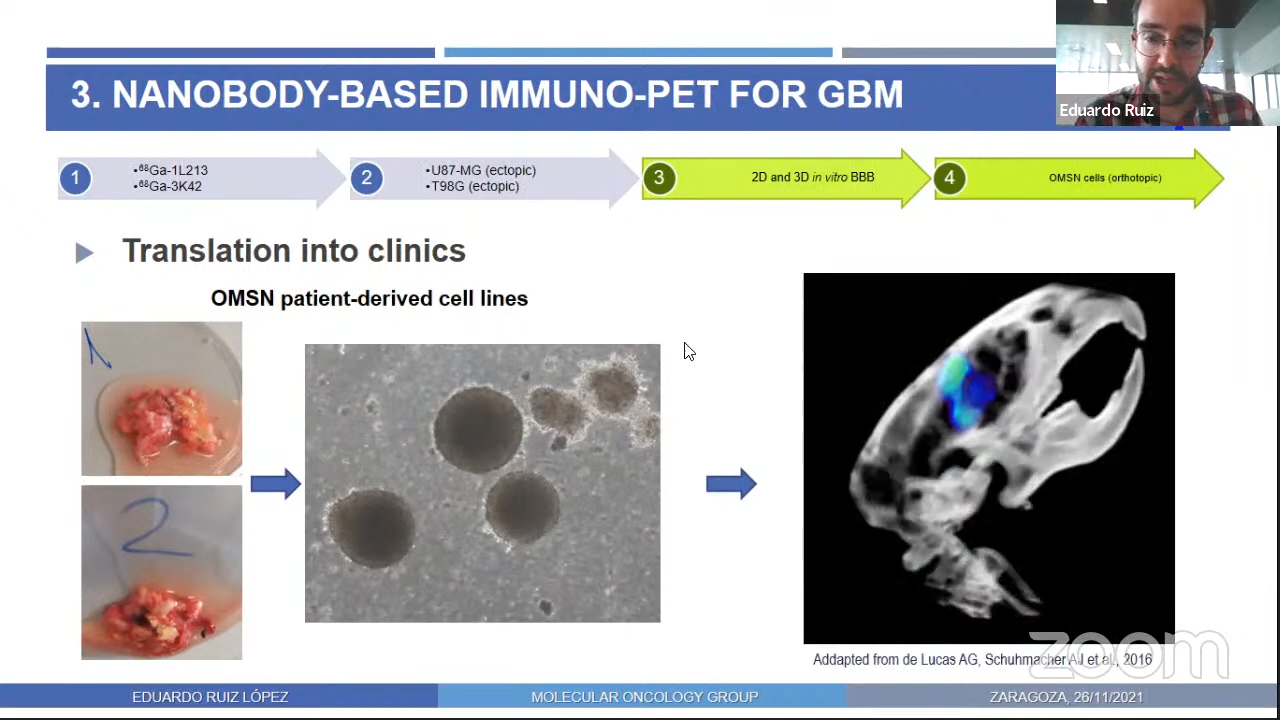 3. NANOBODY-BASED IMMUNO-PET FOR GBM
Eduardo Ruiz
1
•⁶⁸Ga-1L213
•⁶⁸Ga-3K42
2
•U87-MG (ectopic)
•T98G (ectopic)
3
2D and 3D in vitro BBB
4
OMSN cells (orthotopic)
Translation into clinics
OMSN patient-derived cell lines
1
2
Addapted from de Lucas AG, Schuhmacher AJ et al., 2016
zoom
EDUARDO RUIZ LÓPEZ
MOLECULAR ONCOLOGY GROUP
ZARAGOZA, 26/11/2021